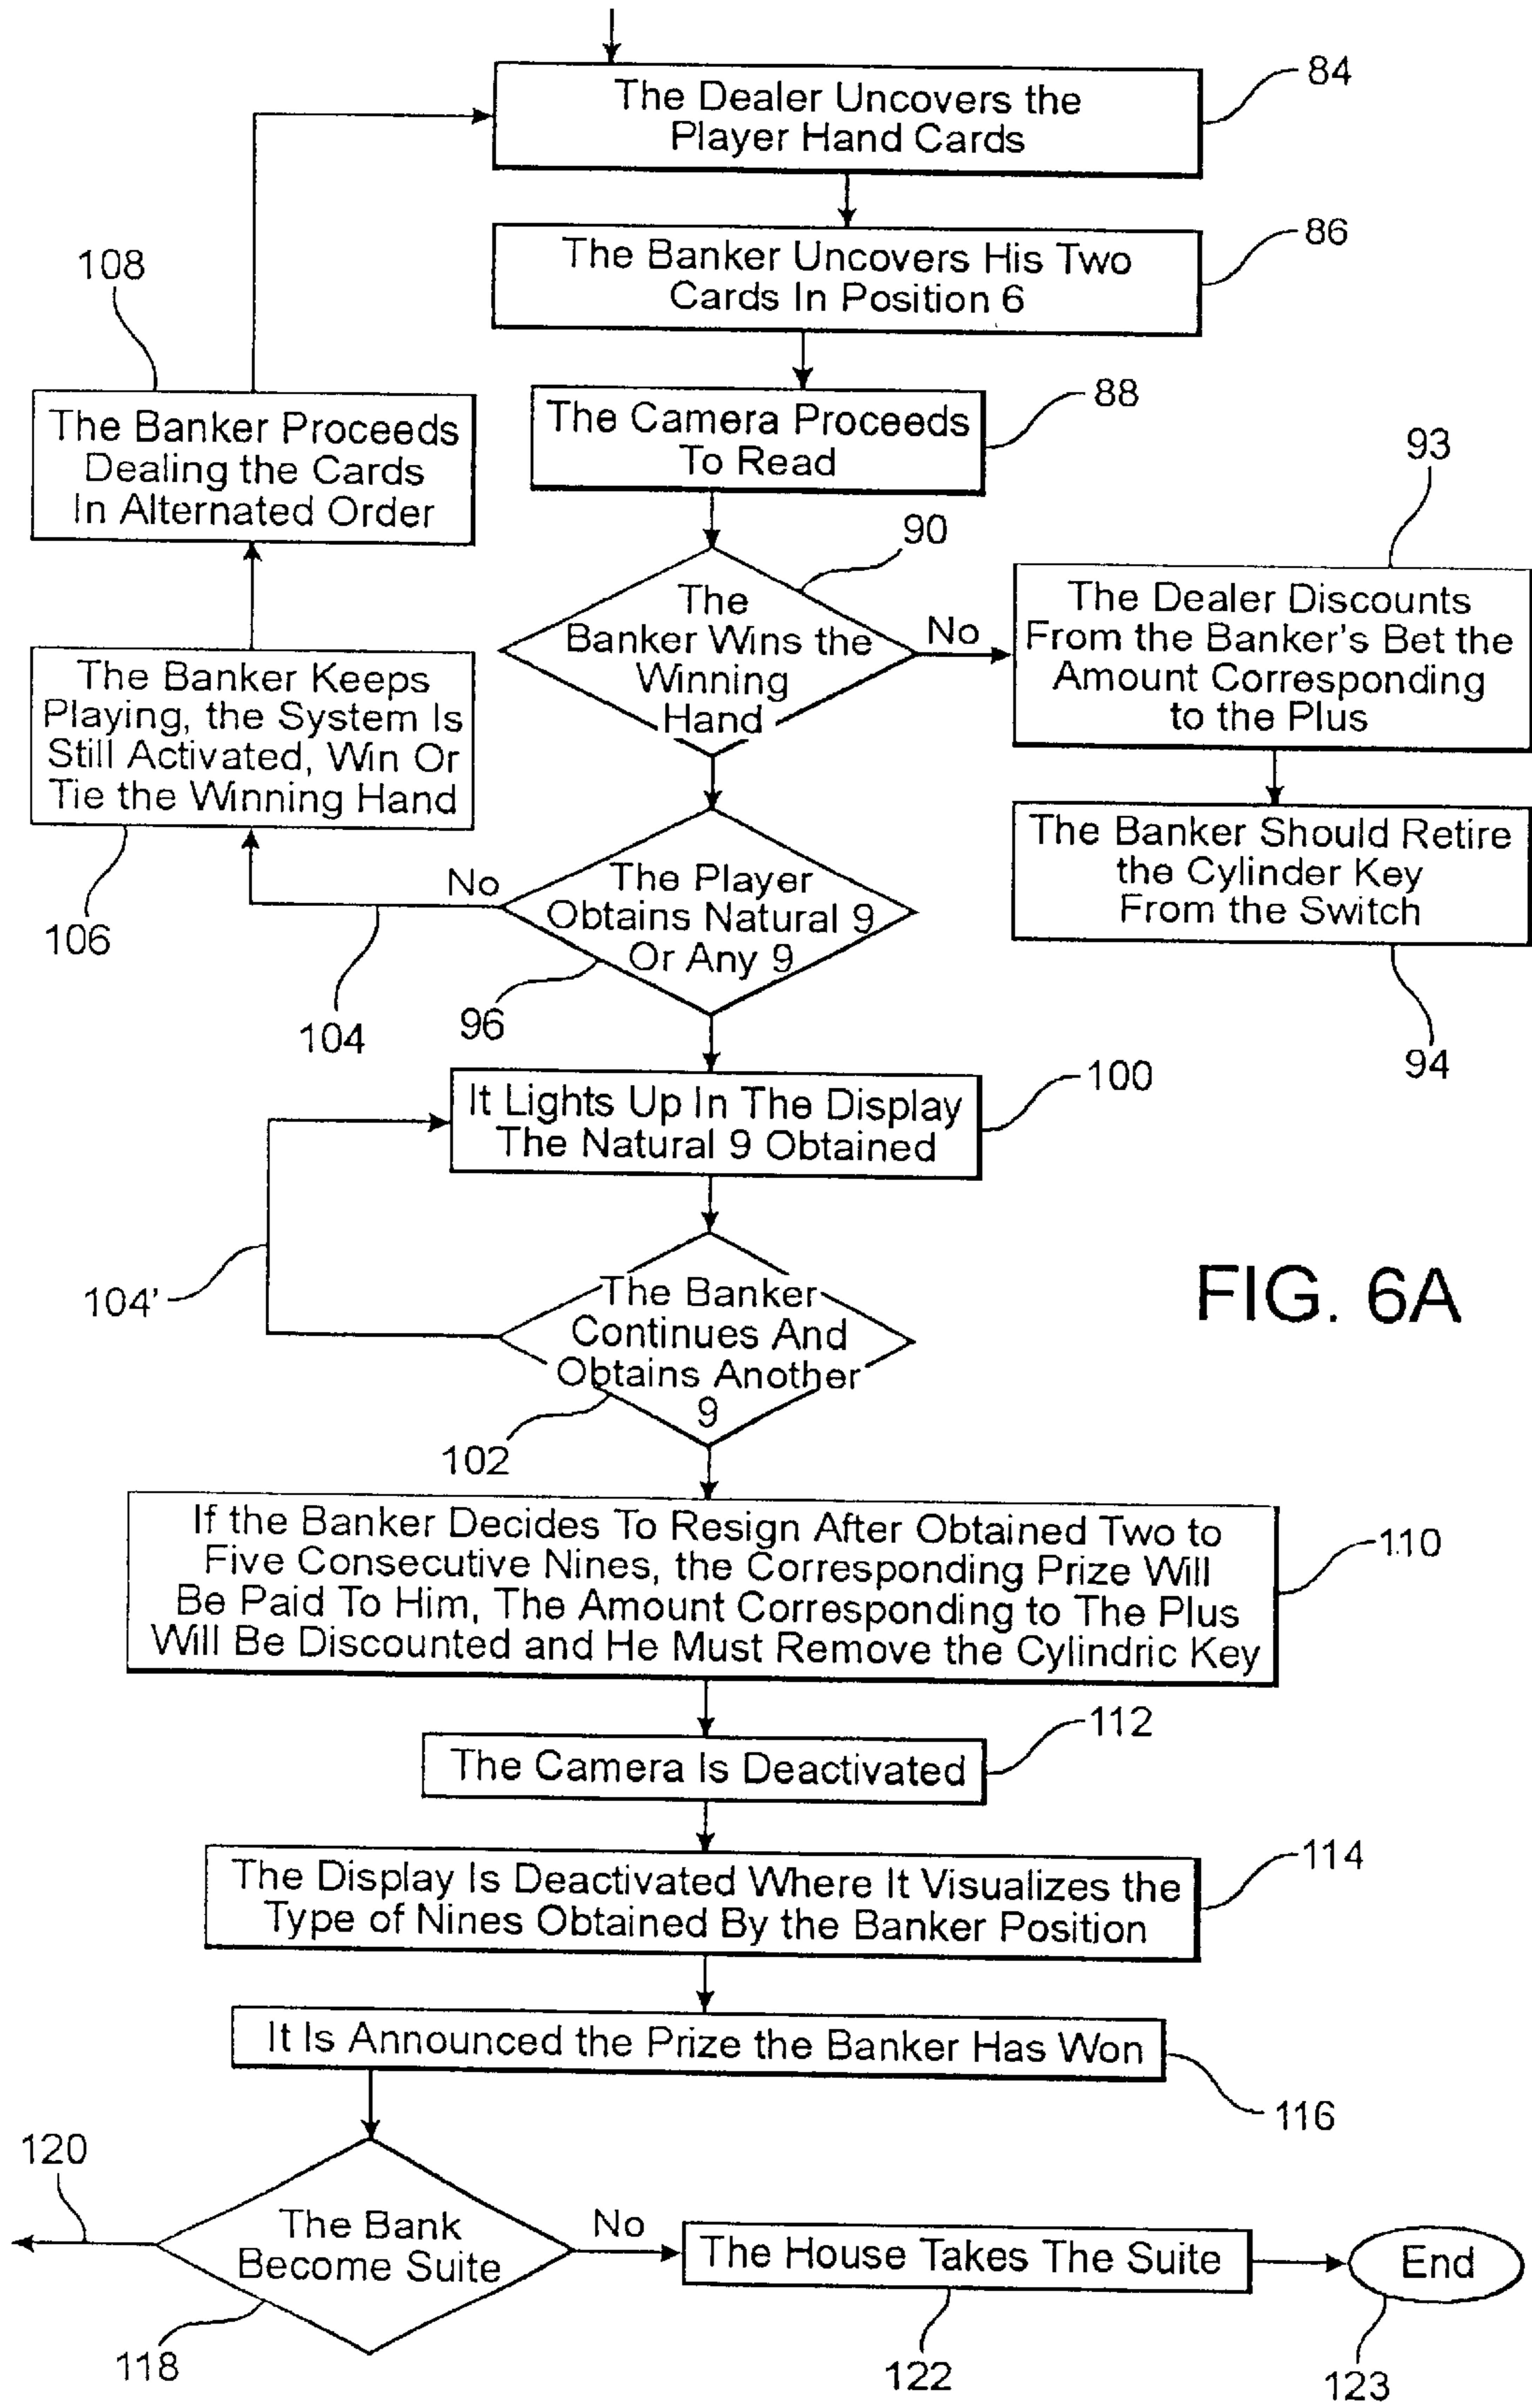 84
The Dealer Uncovers the
Player Hand Cards
86
The Banker Uncovers His Two
Cards In Position 6
108
88
The Camera Proceeds
To Read
The Banker Proceeds
Dealing the Cards
In Alternated Order
93
90
The
Banker Wins the
Winning
Hand
No
The Dealer Discounts
From the Banker's Bet the
Amount Corresponding
to the Plus
The Banker Keeps
Playing, the System Is
Still Activated, Win Or
Tie the Winning Hand
The Banker Should Retire
the Cylinder Key
From the Switch
No
The Player
Obtains Natural 9
Or Any 9
106
104
96
94
100
It Lights Up In The Display
The Natural 9 Obtained
104'
The Banker
Continues And
Obtains Another
9
FIG. 6A
102
If the Banker Decides To Resign After Obtained Two to
Five Consecutive Nines, the Corresponding Prize Will
Be Paid To Him, The Amount Corresponding to The Plus
Will Be Discounted and He Must Remove the Cylindric Key
110
112
The Camera Is Deactivated
114
The Display Is Deactivated Where It Visualizes the
Type of Nines Obtained By the Banker Position
It Is Announced the Prize the Banker Has Won
116
120
The Bank
Become Suite
No
The House Takes The Suite
End
118
122
123